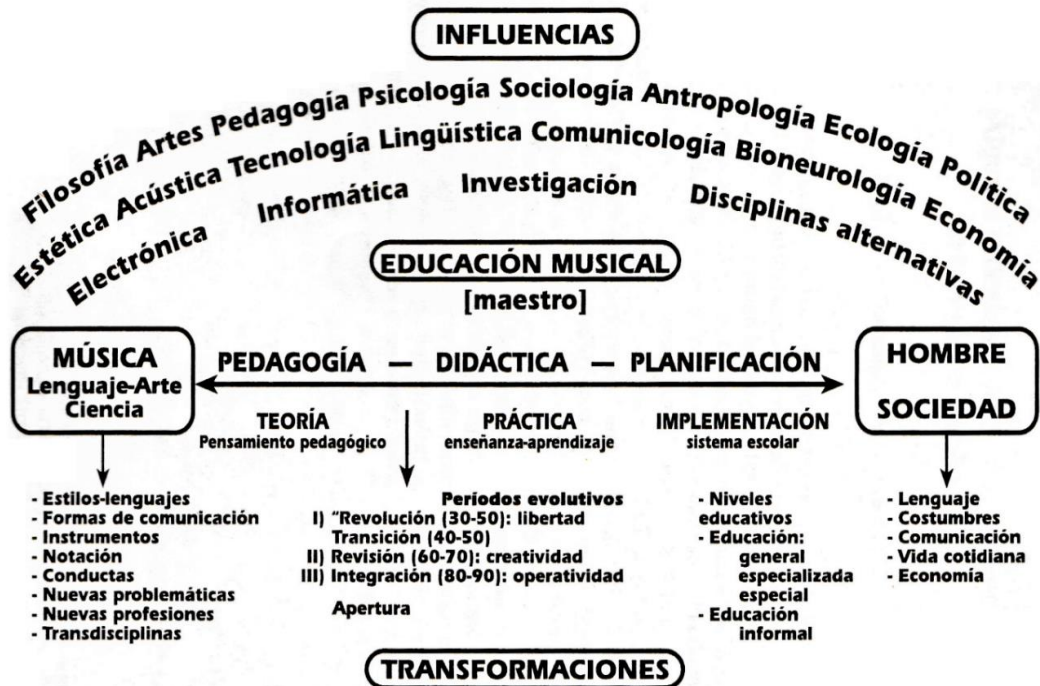 INFLUENCIAS
Filosofía Artes Pedagogía Psicología Sociología Antropología Ecología Política
Estética Acústica Tecnología Lingüística Comunicología Bioneurología Economía
Electrónica Informática Investigación Disciplinas alternativas
EDUCACIÓN MUSICAL
[maestro]
MÚSICA
Lenguaje-Arte
Ciencia
PEDAGOGÍA — DIDÁCTICA — PLANIFICACIÓN
HOMBRE
SOCIEDAD
TEORÍA
Pensamiento pedagógico
PRÁCTICA
enseñanza-aprendizaje
IMPLEMENTACIÓN
sistema escolar
- Estilos-lenguajes
- Formas de comunicación
- Instrumentos
- Notación
- Conductas
- Nuevas problemáticas
- Nuevas profesiones
- Transdisciplinas
Períodos evolutivos
I) "Revolución (30-50): libertad
Transición (40-50)
II) Revisión (60-70): creatividad
III) Integración (80-90): operatividad
Apertura
- Niveles
educativos
- Educación:
general
especializada
especial
- Educación
informal
- Lenguaje
- Costumbres
- Comunicación
- Vida cotidiana
- Economía
TRANSFORMACIONES